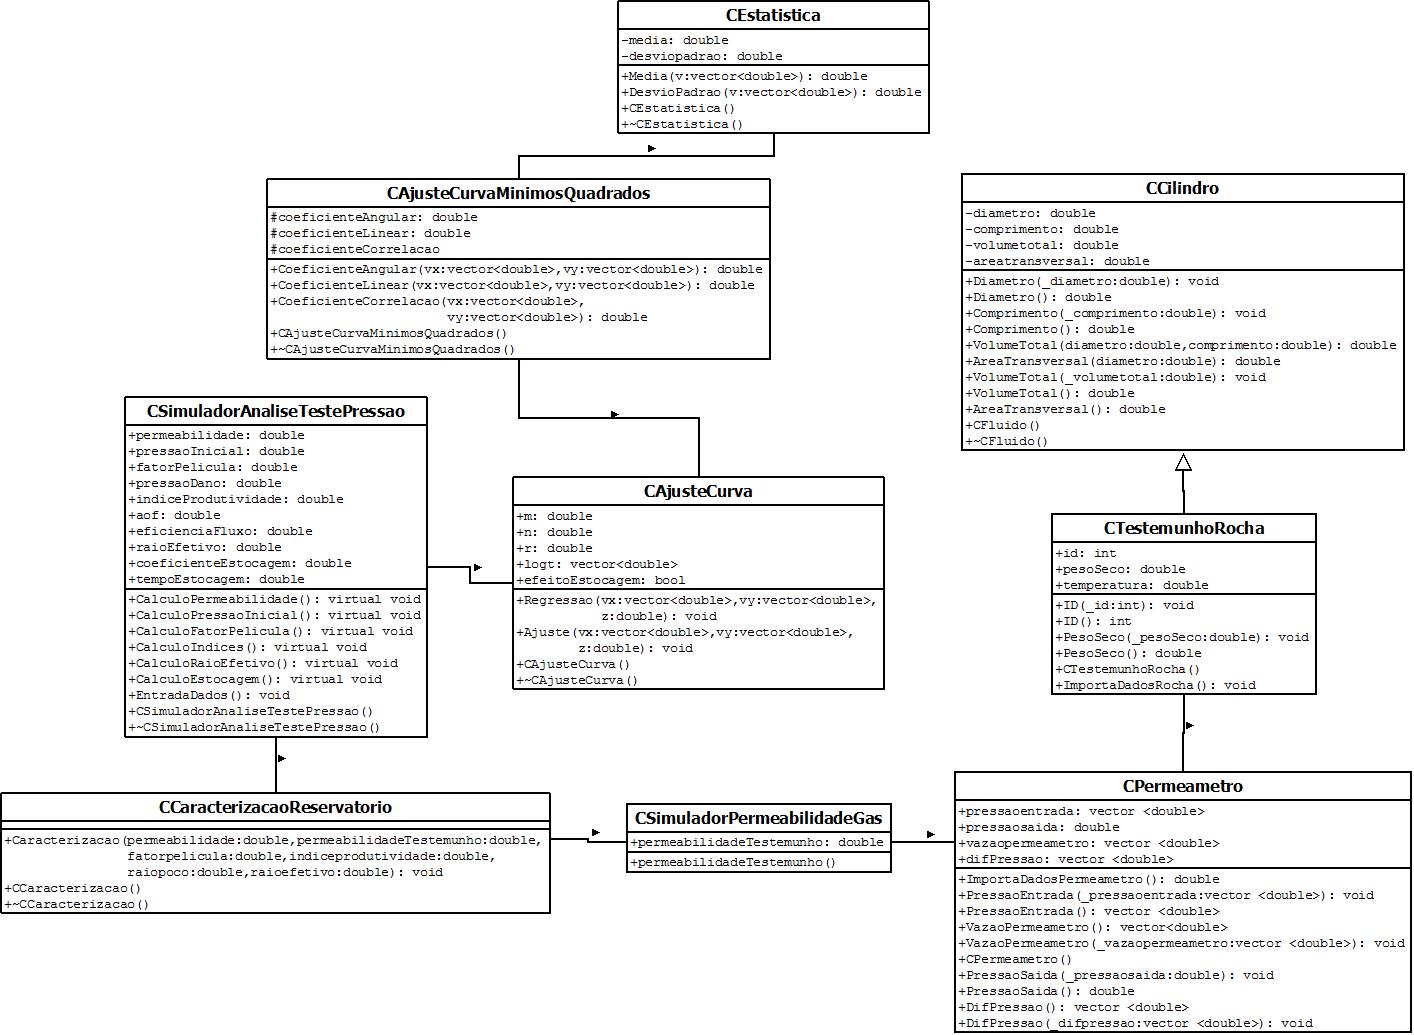 CEstatistica
-media: double
-desviopadrao: double
+Media(v:vector<double>): double
+DesvioPadrao(v:vector<double>): double
+CEstatistica()
+~CEstatistica()
CAjusteCurvaMinimosQuadrados
#coeficienteAngular: double
#coeficienteLinear: double
#coeficienteCorrelacao
+CoeficienteAngular(vx:vector<double>,vy:vector<double>): double
+CoeficienteLinear(vx:vector<double>,vy:vector<double>): double
+CoeficienteCorrelacao(vx:vector<double>,
vy:vector<double>): double
+CAjusteCurvaMinimosQuadrados()
+~CAjusteCurvaMinimosQuadrados()
CCilindro
-diametro: double
-comprimento: double
-volumetotal: double
-areatransversal: double
+Diametro(_diametro:double): void
+Diametro(): double
+Comprimento(_comprimento:double): void
+Comprimento(): double
+VolumeTotal(diametro:double,comprimento:double): double
+AreaTransversal(diametro:double): double
+VolumeTotal(_volumetotal:double): void
+VolumeTotal(): double
+AreaTransversal(): double
+CFluido()
+~CFluido()
CSimuladorAnaliseTestePressao
+permeabilidade: double
+pressaoInicial: double
+fatorPelicula: double
+pressaoDano: double
+indiceProdutividade: double
+aof: double
+eficienciaFluxo: double
+raioEfetivo: double
+coeficienteEstocagem: double
+tempoEstocagem: double
+CalculoPermeabilidade(): virtual void
+CalculoPressaoInicial(): virtual void
+CalculoFatorPelicula(): virtual void
+CalculoIndices(): virtual void
+CalculoRaioEfetivo(): virtual void
+CalculoEstocagem(): virtual void
+EntradaDados(): void
+CSimuladorAnaliseTestePressao()
+~CSimuladorAnaliseTestePressao()
CAjusteCurva
+m: double
+n: double
+r: double
+logt: vector<double>
+efeitoEstocagem: bool
+Regressao(vx:vector<double>,vy:vector<double>,
z:double): void
+Ajuste(vx:vector<double>,vy:vector<double>,
z:double): void
+CAjusteCurva()
+~CAjusteCurva()
CTestemunhoRocha
+id: int
+pesoSeco: double
+temperatura: double
+ID(_id:int): void
+ID(): int
+PesoSeco(_pesoSeco:double): void
+PesoSeco(): double
+CTestemunhoRocha()
+ImportaDadosRocha(): void
CCaracterizacaoReservatorio
+Caracterizacao(permeabilidade:double,permeabilidadeTestemunho:double,
fatorpelicula:double,indiceprodutividade:double,
raiopoco:double,raioefetivo:double): void
+CCaracterizacao()
+~CCaracterizacao()
CSimuladorPermeabilidadeGas
+permeabilidadeTestemunho: double
+permeabilidadeTestemunho()
CPermeametro
+pressaoentrada: vector <double>
+pressaosaida: double
+vazaopermeametro: vector <double>
+difPressao: vector <double>
+ImportaDadosPermeametro(): double
+PressaoEntrada(_pressaoentrada:vector <double>): void
+PressaoEntrada(): vector <double>
+VazaoPermeametro(): vector<double>
+VazaoPermeametro(_vazaopermeametro:vector <double>): void
+CPermeametro()
+PressaoSaida(_pressaosaida:double): void
+PressaoSaida(): double
+DifPressao(): vector <double>
+DifPressao(_difpressao:vector <double>): void